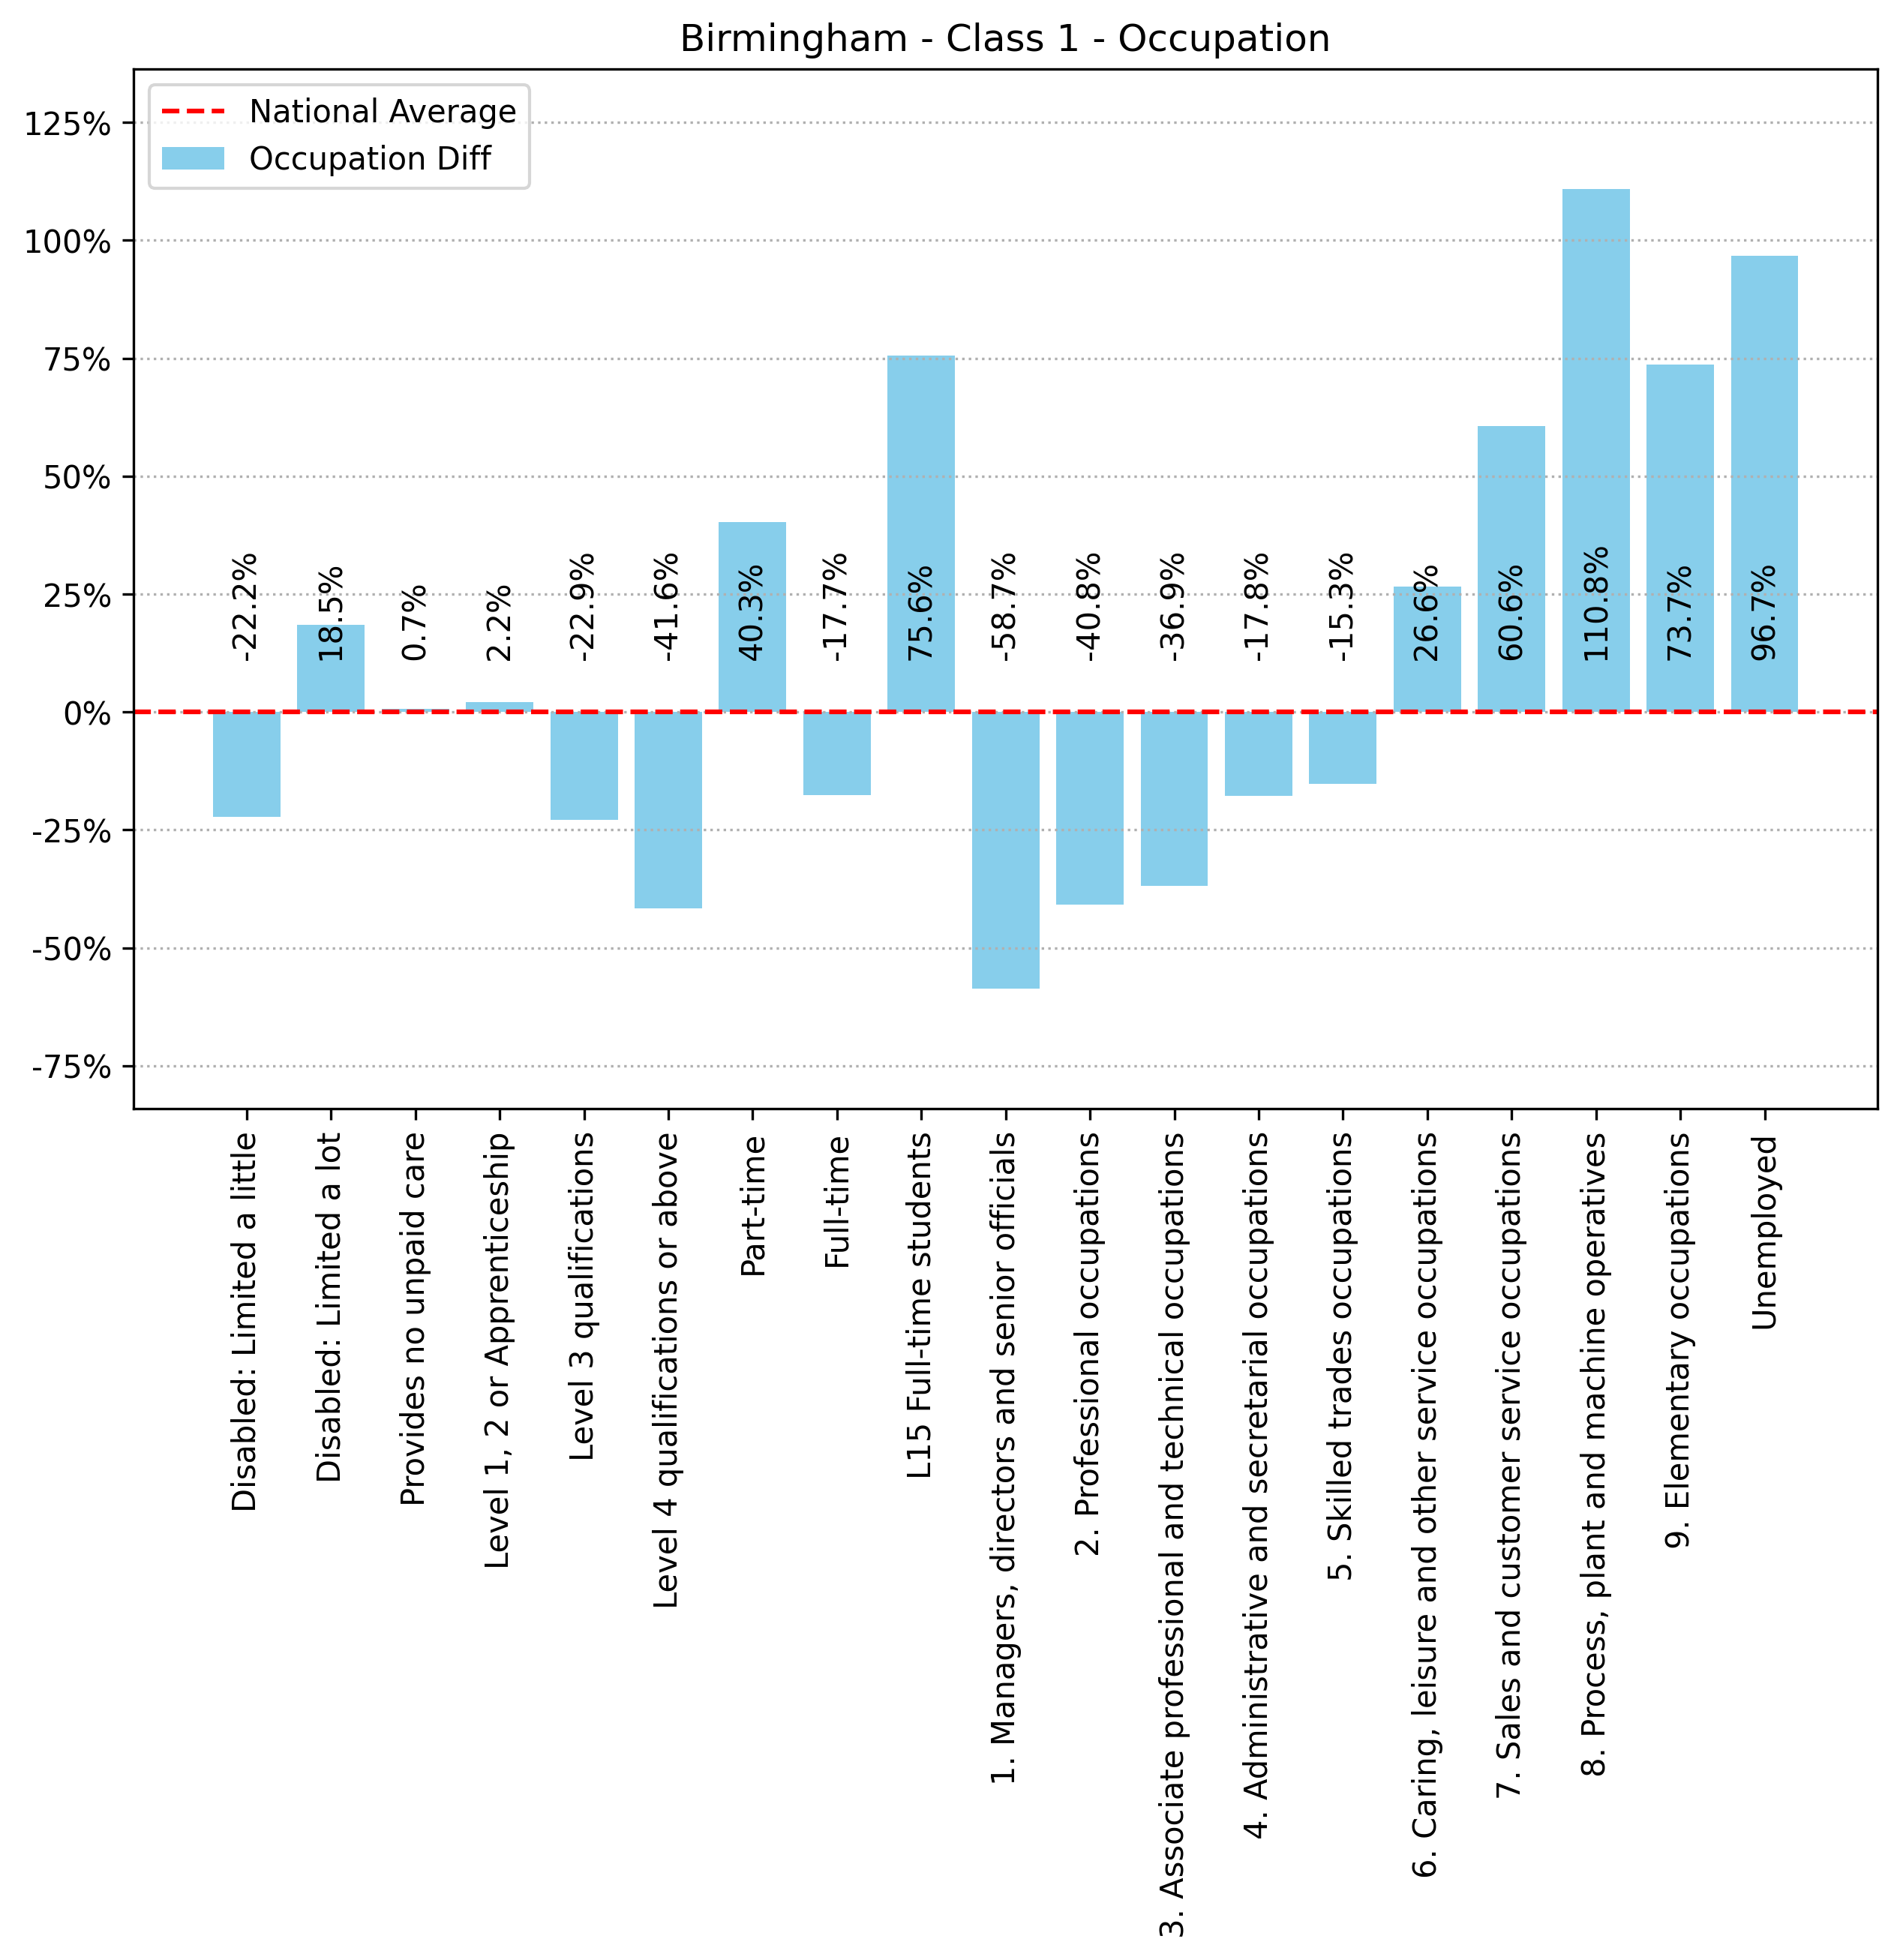 Birmingham - Class 1 - Occupation
National Average
Occupation Diff
125%
100%
75%
50%
25%
0%
-25%
-50%
-75%
-22.2%
18.5%
0.7%
2.2%
-22.9%
-41.6%
40.3%
-17.7%
75.6%
-58.7%
-40.8%
-36.9%
-17.8%
-15.3%
26.6%
60.6%
110.8%
73.7%
96.7%
Disabled: Limited a little
Disabled: Limited a lot
Provides no unpaid care
Level 1, 2 or Apprenticeship
Level 3 qualifications
Level 4 qualifications or above
Part-time
Full-time
L15 Full-time students
1. Managers, directors and senior officials
2. Professional occupations
3. Associate professional and technical occupations
4. Administrative and secretarial occupations
5. Skilled trades occupations
6. Caring, leisure and other service occupations
7. Sales and customer service occupations
8. Process, plant and machine operatives
9. Elementary occupations
Unemployed